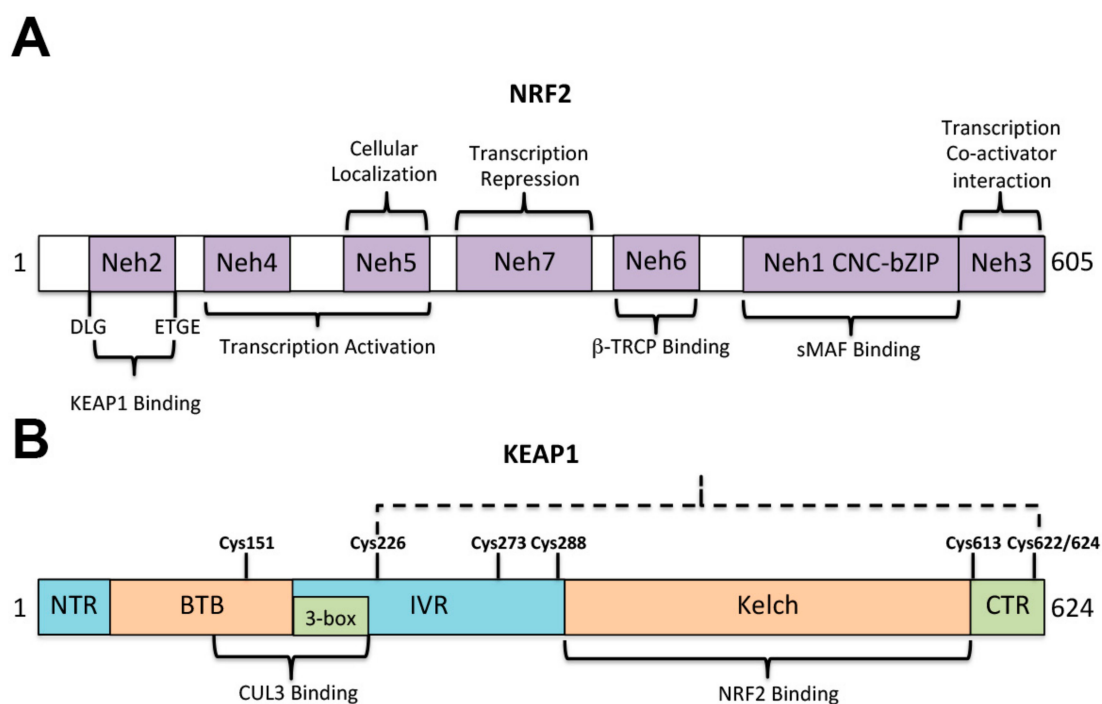 A
NRF2
Cellular
Localization
Transcription
Repression
Transcription
Co-activator
interaction
1 Neh2 Neh4 Neh5 Neh7 Neh6 Neh1 CNC-bZIP Neh3 605
DLG ETGE
Transcription Activation
β-TRCP Binding
sMAF Binding
KEAP1 Binding
B
KEAP1
Cys151 Cys226 Cys273 Cys288 Cys613 Cys622/624
1 NTR BTB 3-box IVR Kelch CTR 624
CUL3 Binding
NRF2 Binding